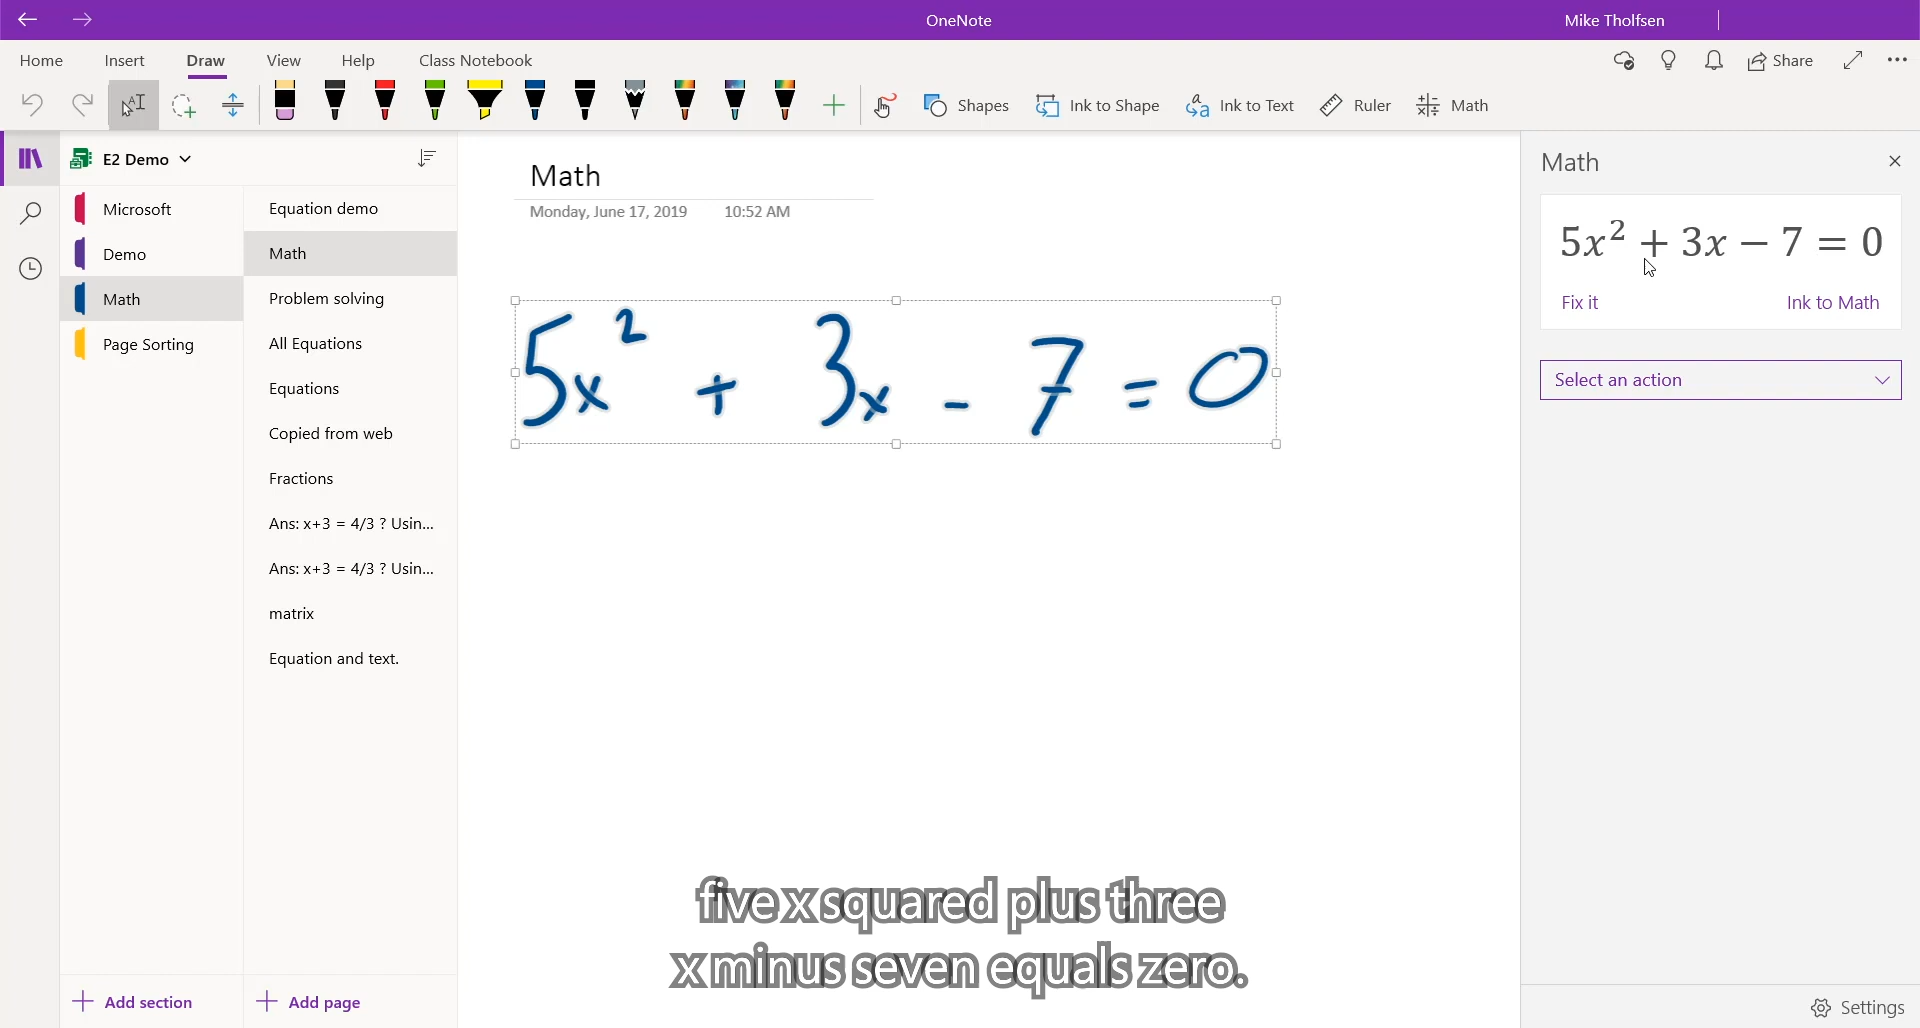 OneNote
Mike Tholfsen
Home Insert Draw View Help Class Notebook
Share
Shapes Ink to Shape Ink to Text Ruler Math
E2 Demo
Microsoft
Demo
Math
Page Sorting
Add section
Equation demo
Math
Problem solving
All Equations
Equations
Copied from web
Fractions
Ans: x+3 = 4/3 ? Usin...
Ans: x+3 = 4/3 ? Usin...
matrix
Equation and text.
Add page
Math
Monday, June 17, 2019 10:52 AM
5x² + 3x - 7 = 0
five x squared plus three
x minus seven equals zero.
Math
5x² + 3x − 7 = 0
Fix it Ink to Math
Select an action
Settings